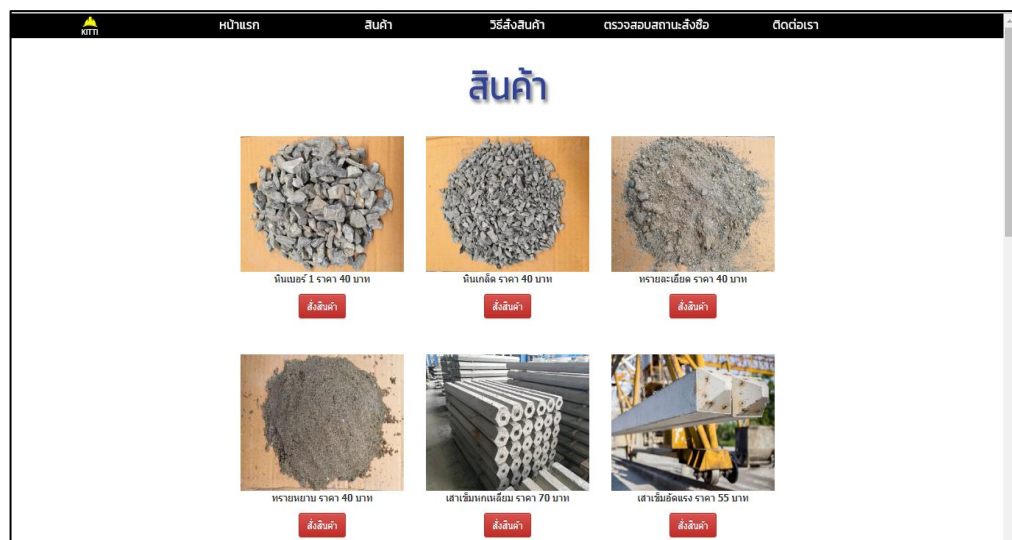 KITTI
หน้าแรก สินค้า วิธีสั่งสินค้า ตรวจสอบสถานะสั่งซื้อ ติดต่อเรา
สินค้า
หินเบอร์ 1 ราคา 40 บาท หินเกล็ด ราคา 40 บาท ทรายละเอียด ราคา 40 บาท
สั่งสินค้า สั่งสินค้า สั่งสินค้า
ทรายหยาบ ราคา 40 บาท เสาเข็มหกเหลี่ยม ราคา 70 บาท เสาเข็มอัดแรง ราคา 55 บาท
สั่งสินค้า สั่งสินค้า สั่งสินค้า